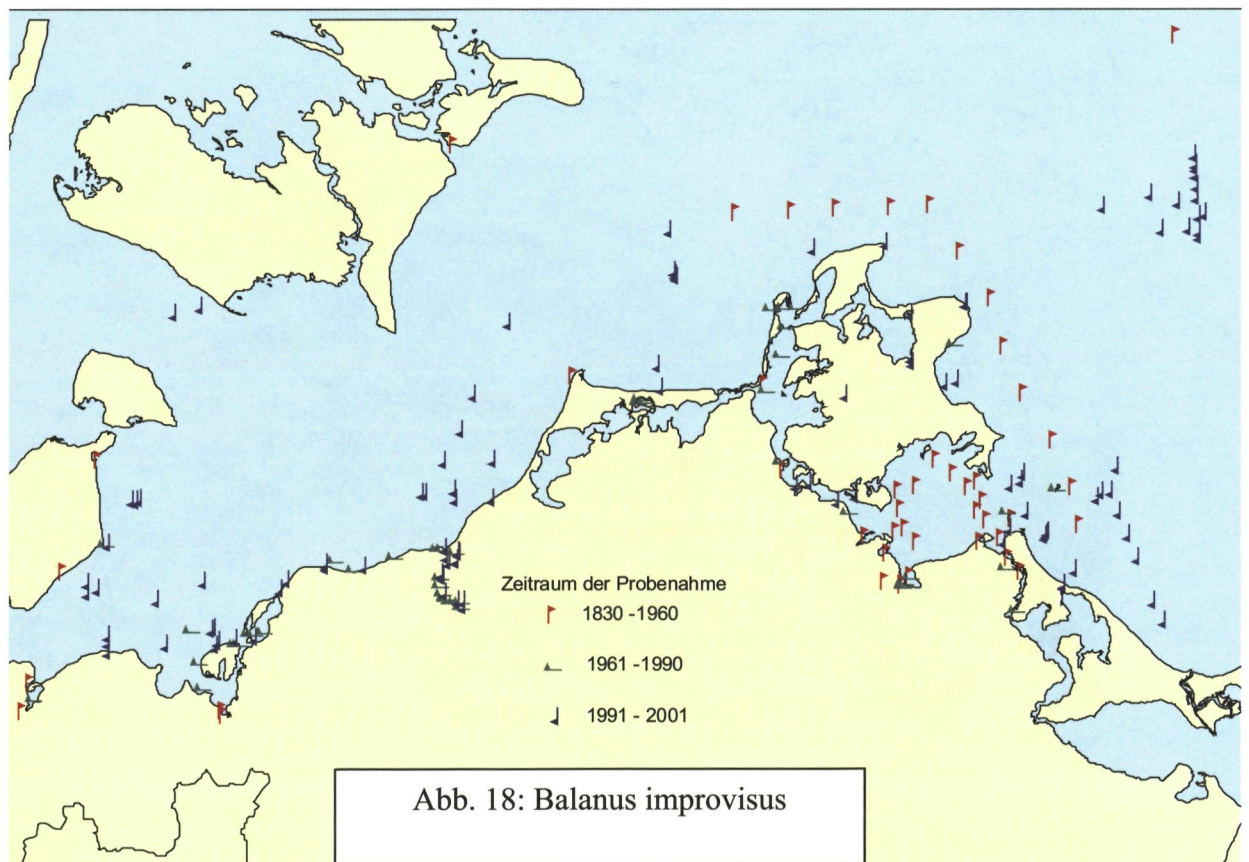 Zeitraum der Probenahme
1830 -1960
1961 -1990
1991 - 2001
Abb. 18: Balanus improvisus